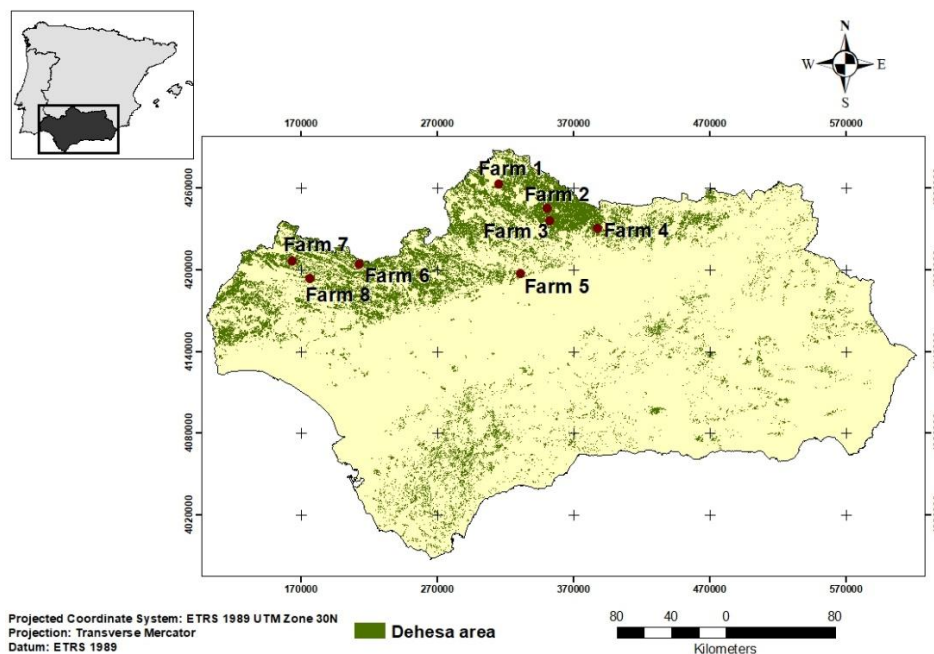 N
W E
S
170000 270000 370000 470000 570000
4260000
4200000
4140000
4080000
4020000
Farm 1
Farm 2
Farm 3
Farm 4
Farm 7
Farm 6
Farm 8
Farm 5
170000 270000 370000 470000 570000
Projected Coordinate System: ETRS 1989 UTM Zone 30N
Projection: Transverse Mercator
Datum: ETRS 1989
Dehesa area
80 40 0 80
Kilometers